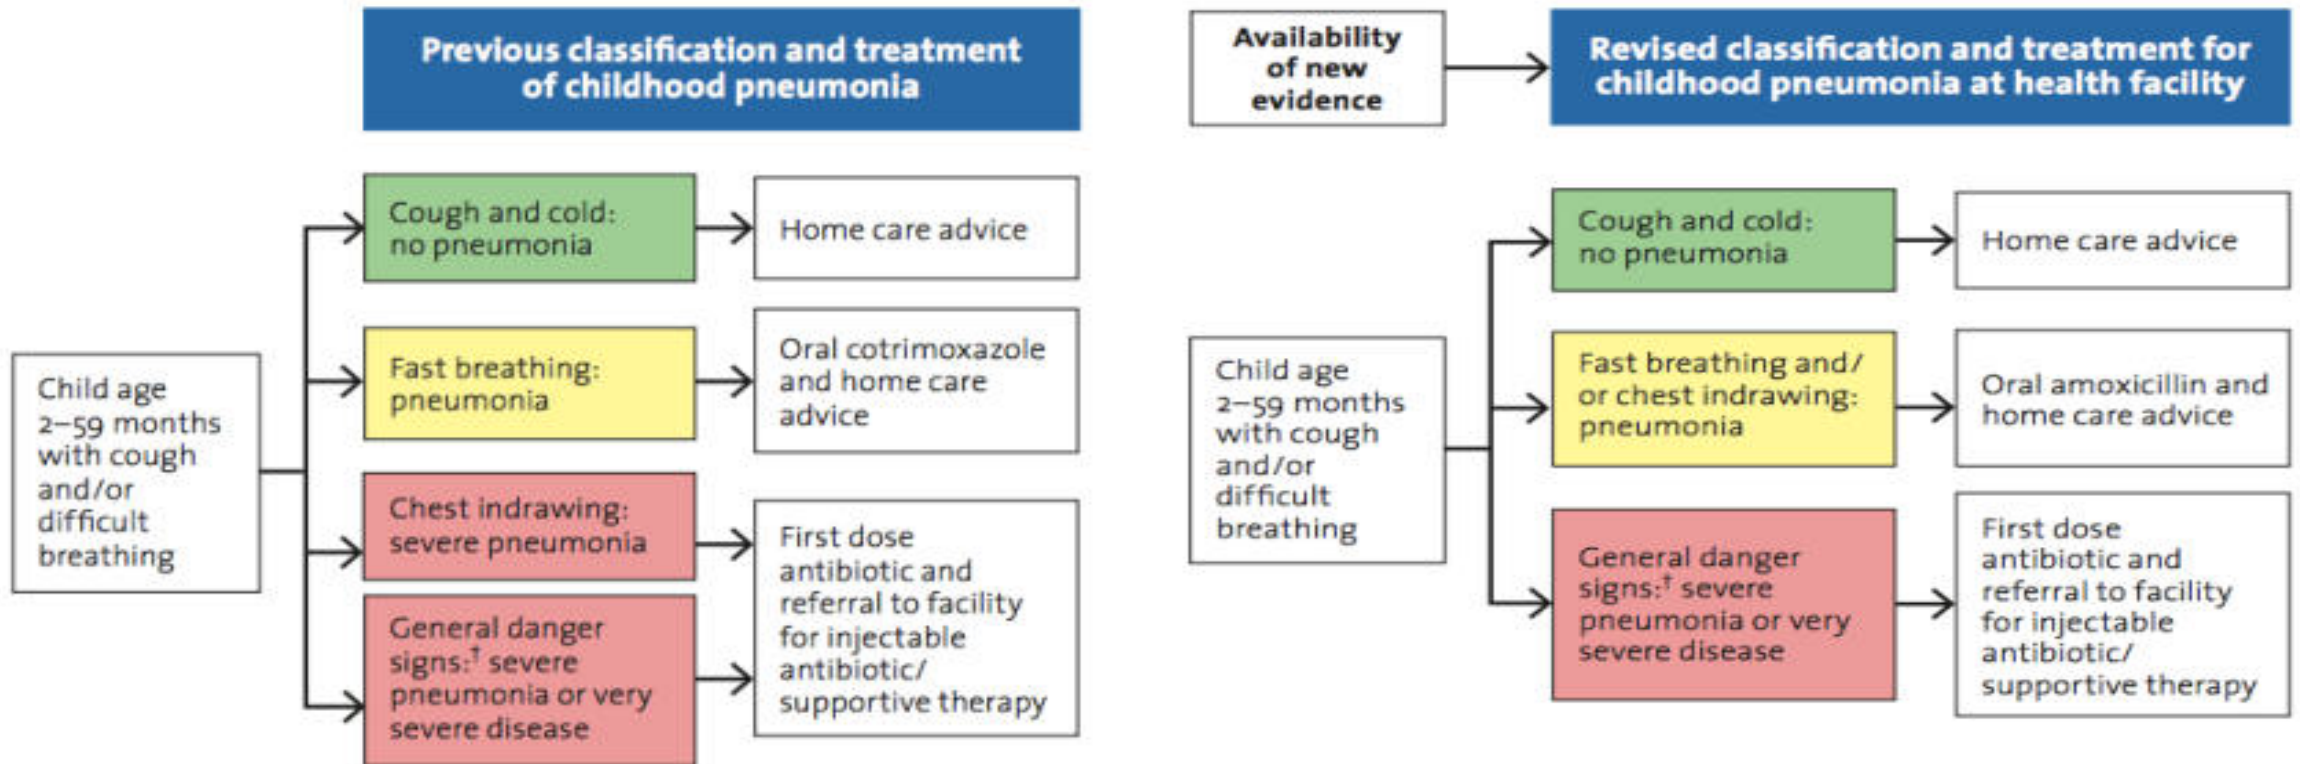 Previous classification and treatment
of childhood pneumonia
Child age
2–59 months
with cough
and/or
difficult
breathing
Cough and cold:
no pneumonia
Home care advice
Fast breathing:
pneumonia
Oral cotrimoxazole
and home care
advice
Chest indrawing:
severe pneumonia
General danger
signs:† severe
pneumonia or very
severe disease
First dose
antibiotic and
referral to facility
for injectable
antibiotic/
supportive therapy
Availability
of new
evidence
Revised classification and treatment for
childhood pneumonia at health facility
Child age
2–59 months
with cough
and/or
difficult
breathing
Cough and cold:
no pneumonia
Home care advice
Fast breathing and/
or chest indrawing:
pneumonia
Oral amoxicillin and
home care advice
General danger
signs:† severe
pneumonia or very
severe disease
First dose
antibiotic and
referral to facility
for injectable
antibiotic/
supportive therapy